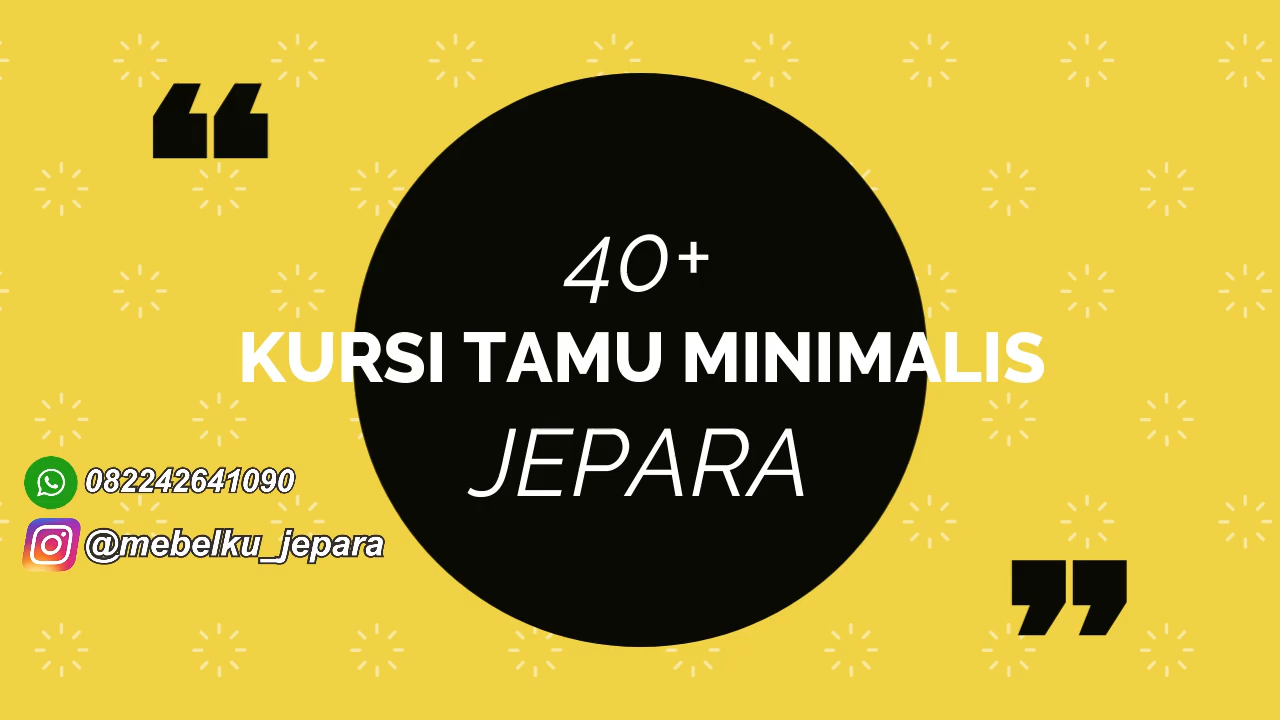 40+
KURSI TAMU MINIMALIS
JEPARA
082242641090
@mebelku_jepara